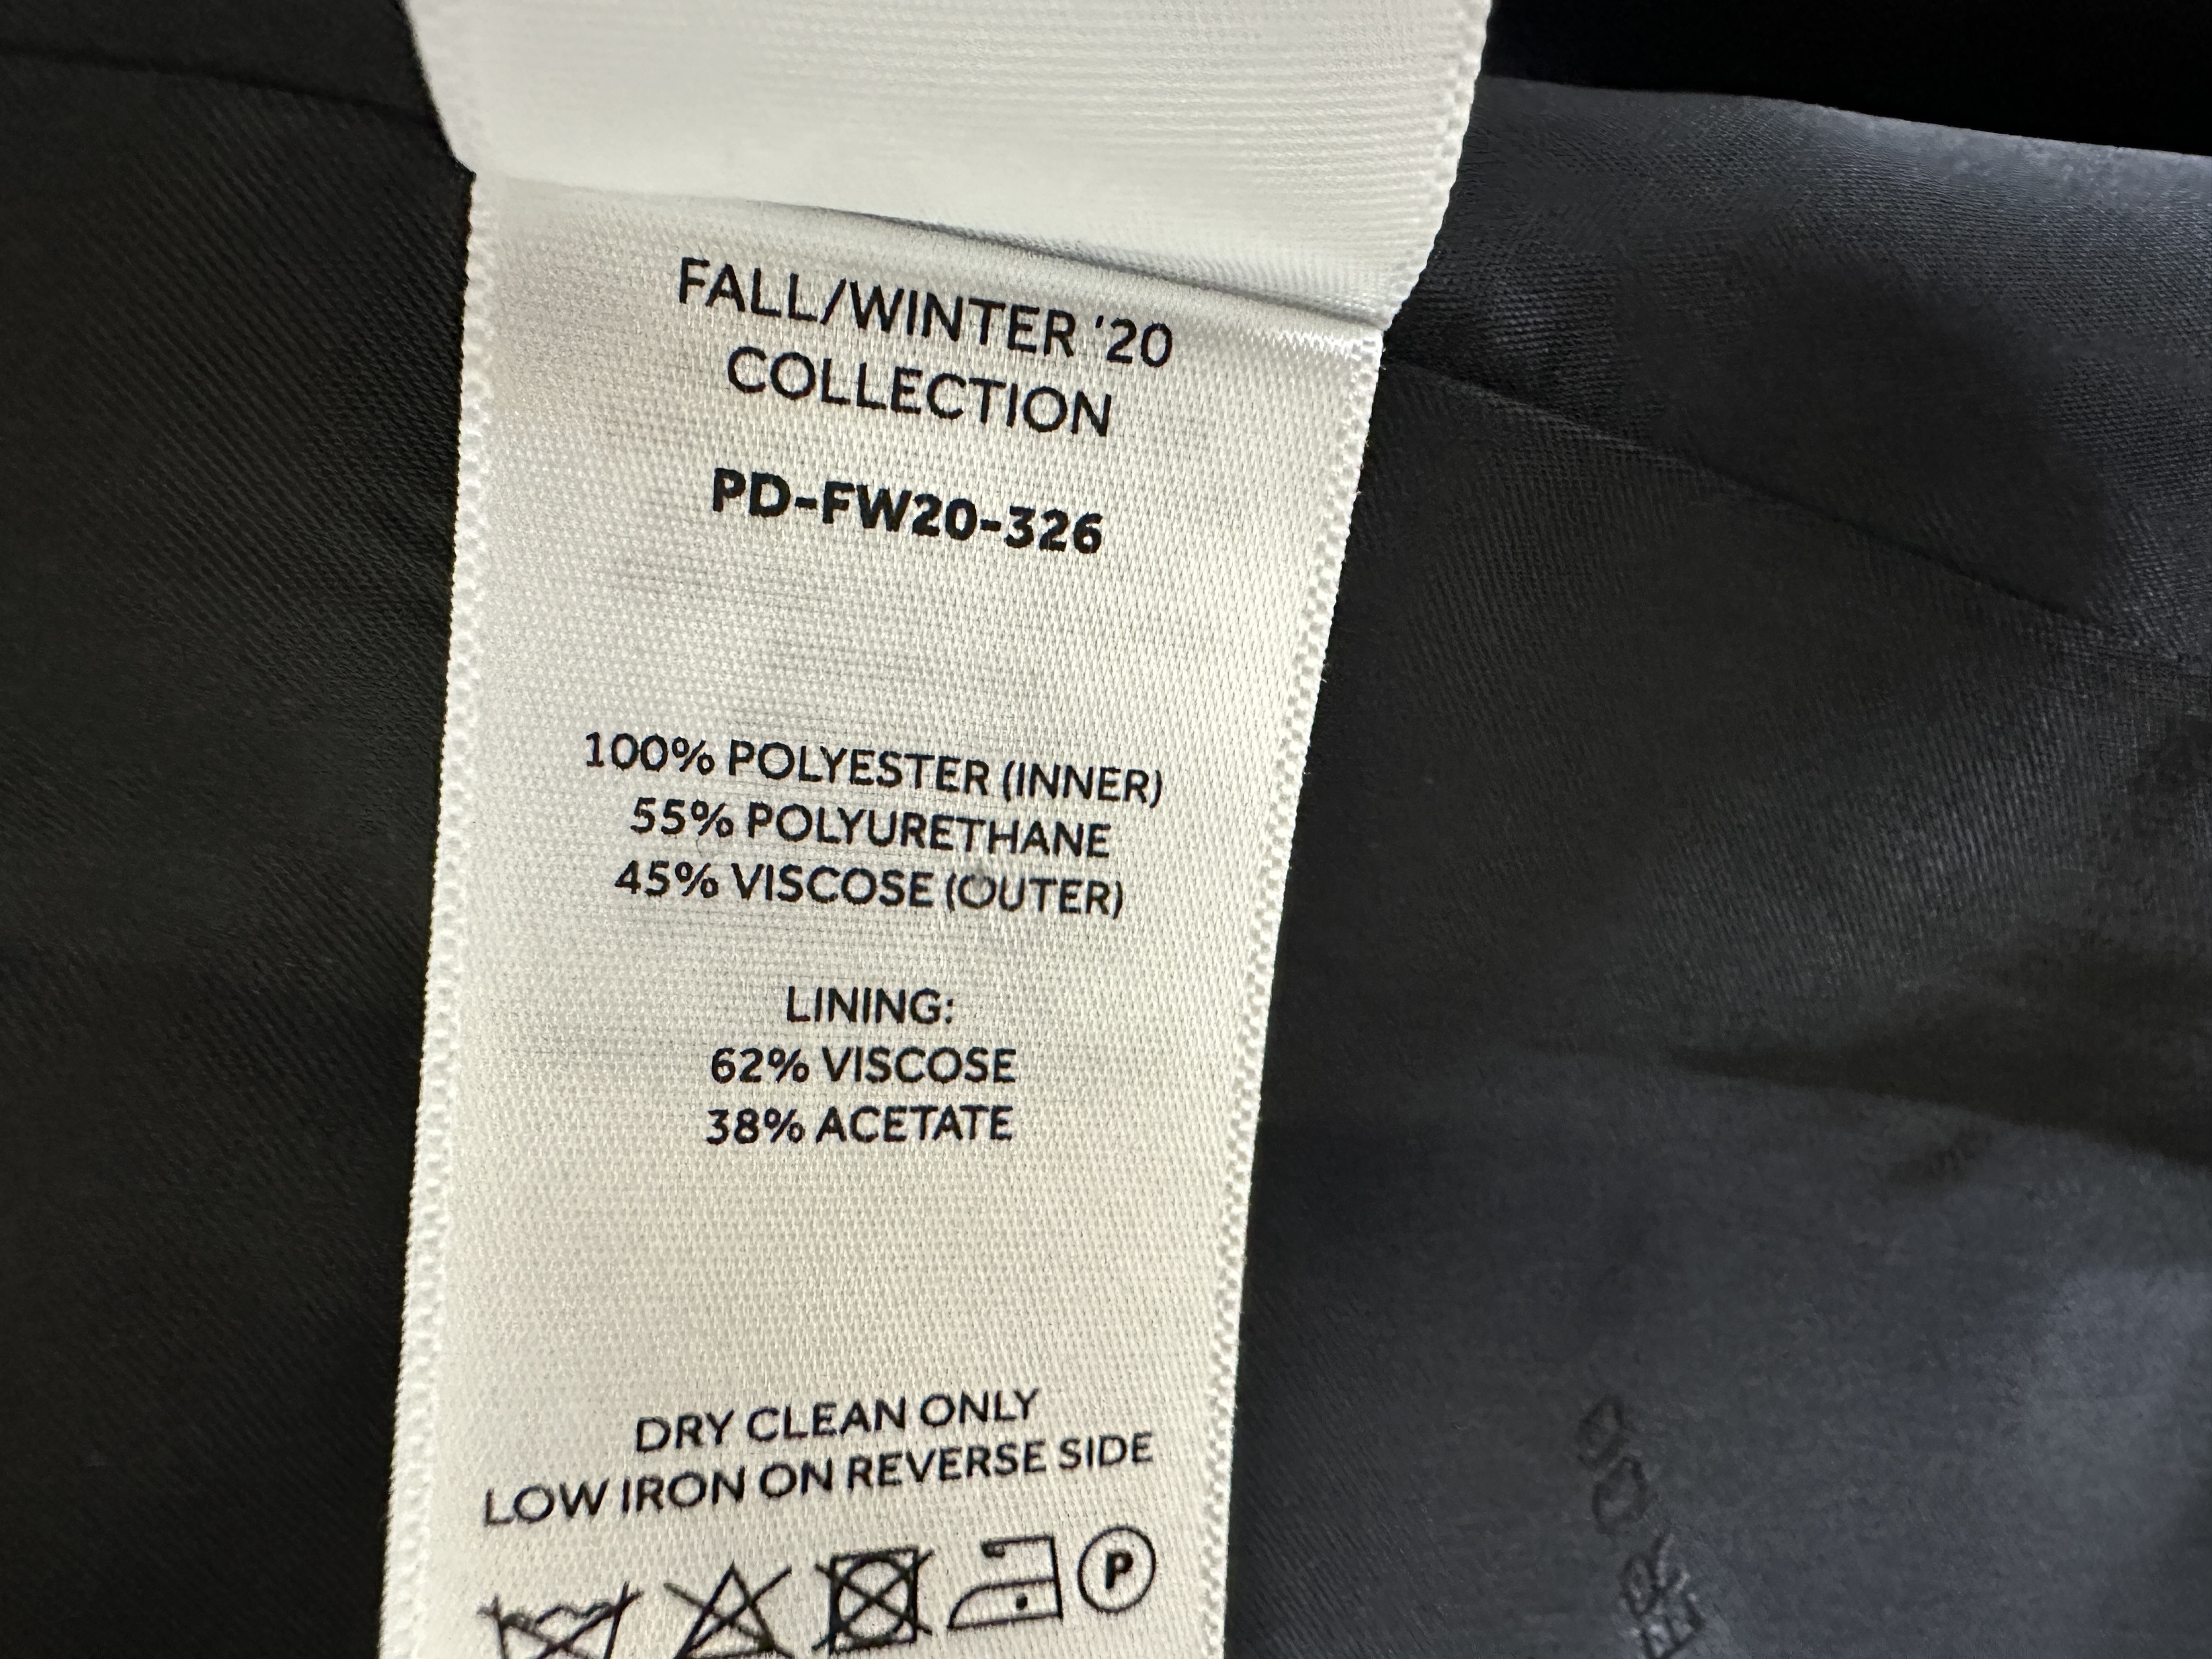 FALL/WINTER '20
COLLECTION
PD-FW20-326
100% POLYESTER (INNER)
55% POLYURETHANE
45% VISCOSE (OUTER)
LINING:
62% VISCOSE
38% ACETATE
DRY CLEAN ONLY
LOW IRON ON REVERSE SIDE
P